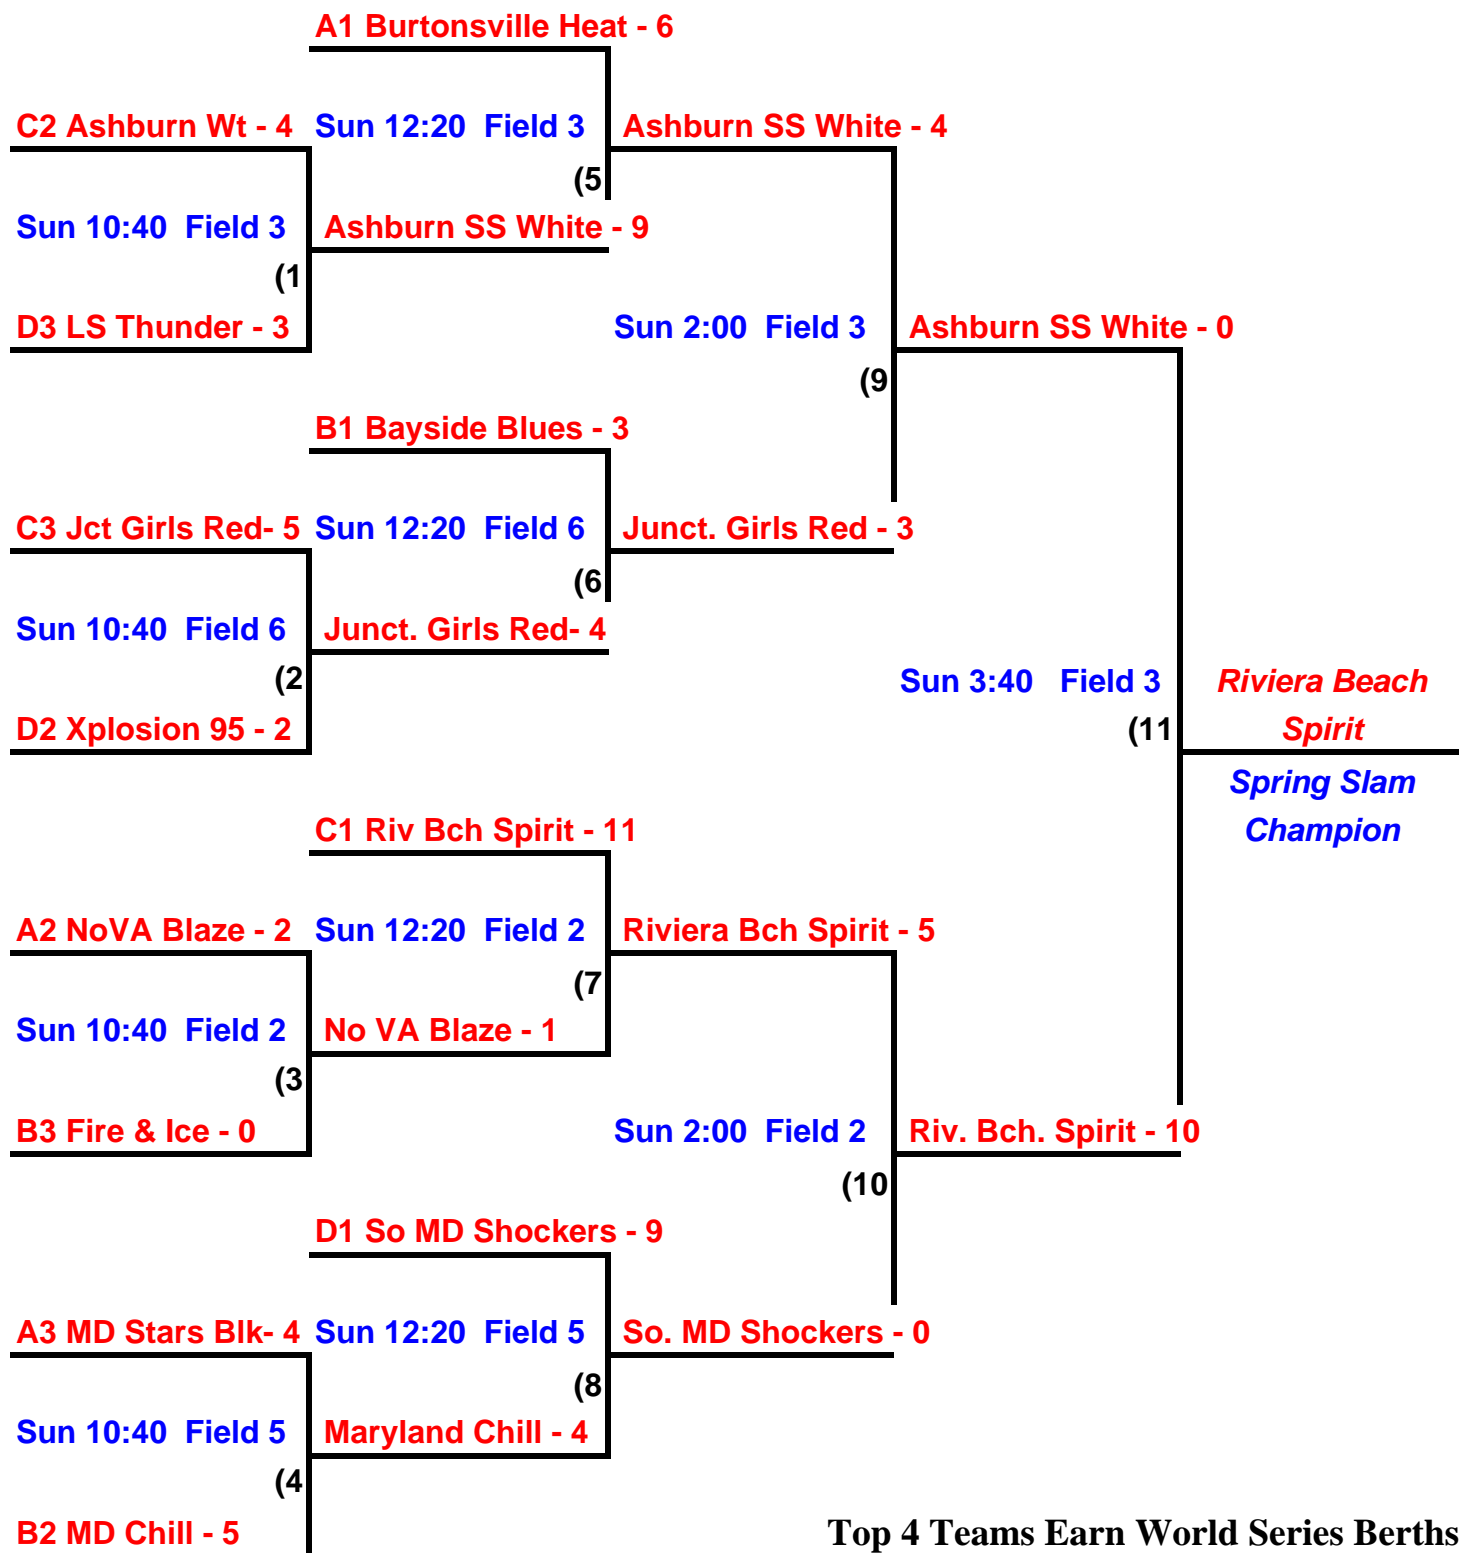 A1 Burtonsville Heat - 6
C2 Ashburn Wt - 4 Sun 12:20 Field 3 Ashburn SS White - 4
(5
Sun 10:40 Field 3 Ashburn SS White - 9
(1
D3 LS Thunder - 3 Sun 2:00 Field 3 Ashburn SS White - 0
(9
B1 Bayside Blues - 3
C3 Jct Girls Red- 5 Sun 12:20 Field 6 Junct. Girls Red - 3
(6
Sun 10:40 Field 6 Junct. Girls Red- 4
(2 Sun 3:40 Field 3 Riviera Beach
D2 Xplosion 95 - 2 (11 Spirit
Spring Slam
Champion
C1 Riv Bch Spirit - 11
A2 NoVA Blaze - 2 Sun 12:20 Field 2 Riviera Bch Spirit - 5
(7
Sun 10:40 Field 2 No VA Blaze - 1
(3
B3 Fire & Ice - 0 Sun 2:00 Field 2 Riv. Bch. Spirit - 10
(10
D1 So MD Shockers - 9
A3 MD Stars Blk- 4 Sun 12:20 Field 5 So. MD Shockers - 0
(8
Sun 10:40 Field 5 Maryland Chill - 4
(4
B2 MD Chill - 5 Top 4 Teams Earn World Series Berths